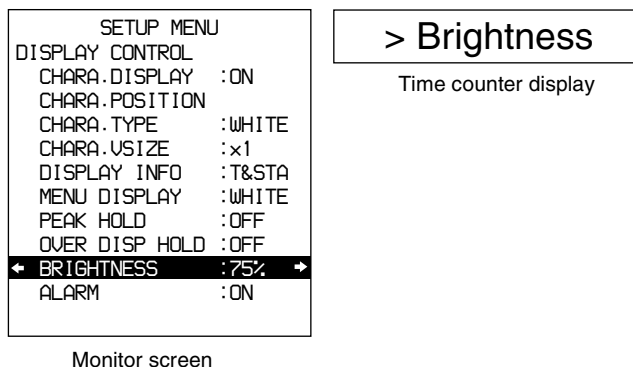 SETUP MENU
DISPLAY CONTROL
CHARA.DISPLAY :ON
CHARA.POSITION
CHARA.TYPE :WHITE
CHARA.VSIZE :×1
DISPLAY INFO :T&STA
MENU DISPLAY :WHITE
PEAK HOLD :OFF
OVER DISP HOLD :OFF
BRIGHTNESS :75%
ALARM :ON
Monitor screen
> Brightness
Time counter display